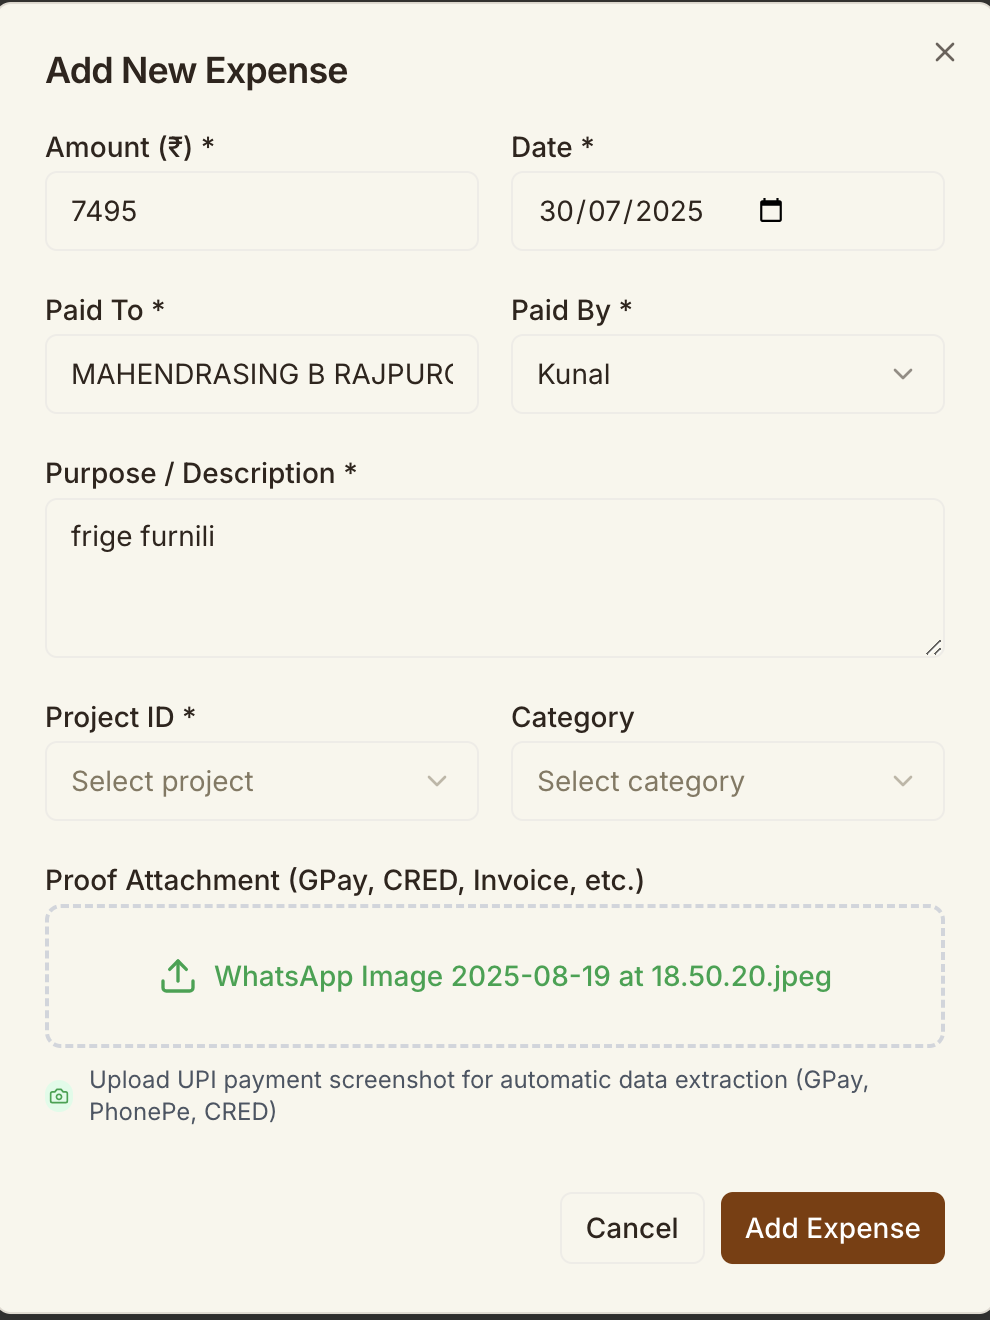 Add New Expense
Amount (₹) *
Date *
7495
30/07/2025
Paid To *
Paid By *
MAHENDRASING B RAJPURO
Kunal
Purpose / Description *
frige furnili
Project ID *
Category
Select project
Select category
Proof Attachment (GPay, CRED, Invoice, etc.)
WhatsApp Image 2025-08-19 at 18.50.20.jpeg
Upload UPI payment screenshot for automatic data extraction (GPay,
PhonePe, CRED)
Cancel
Add Expense